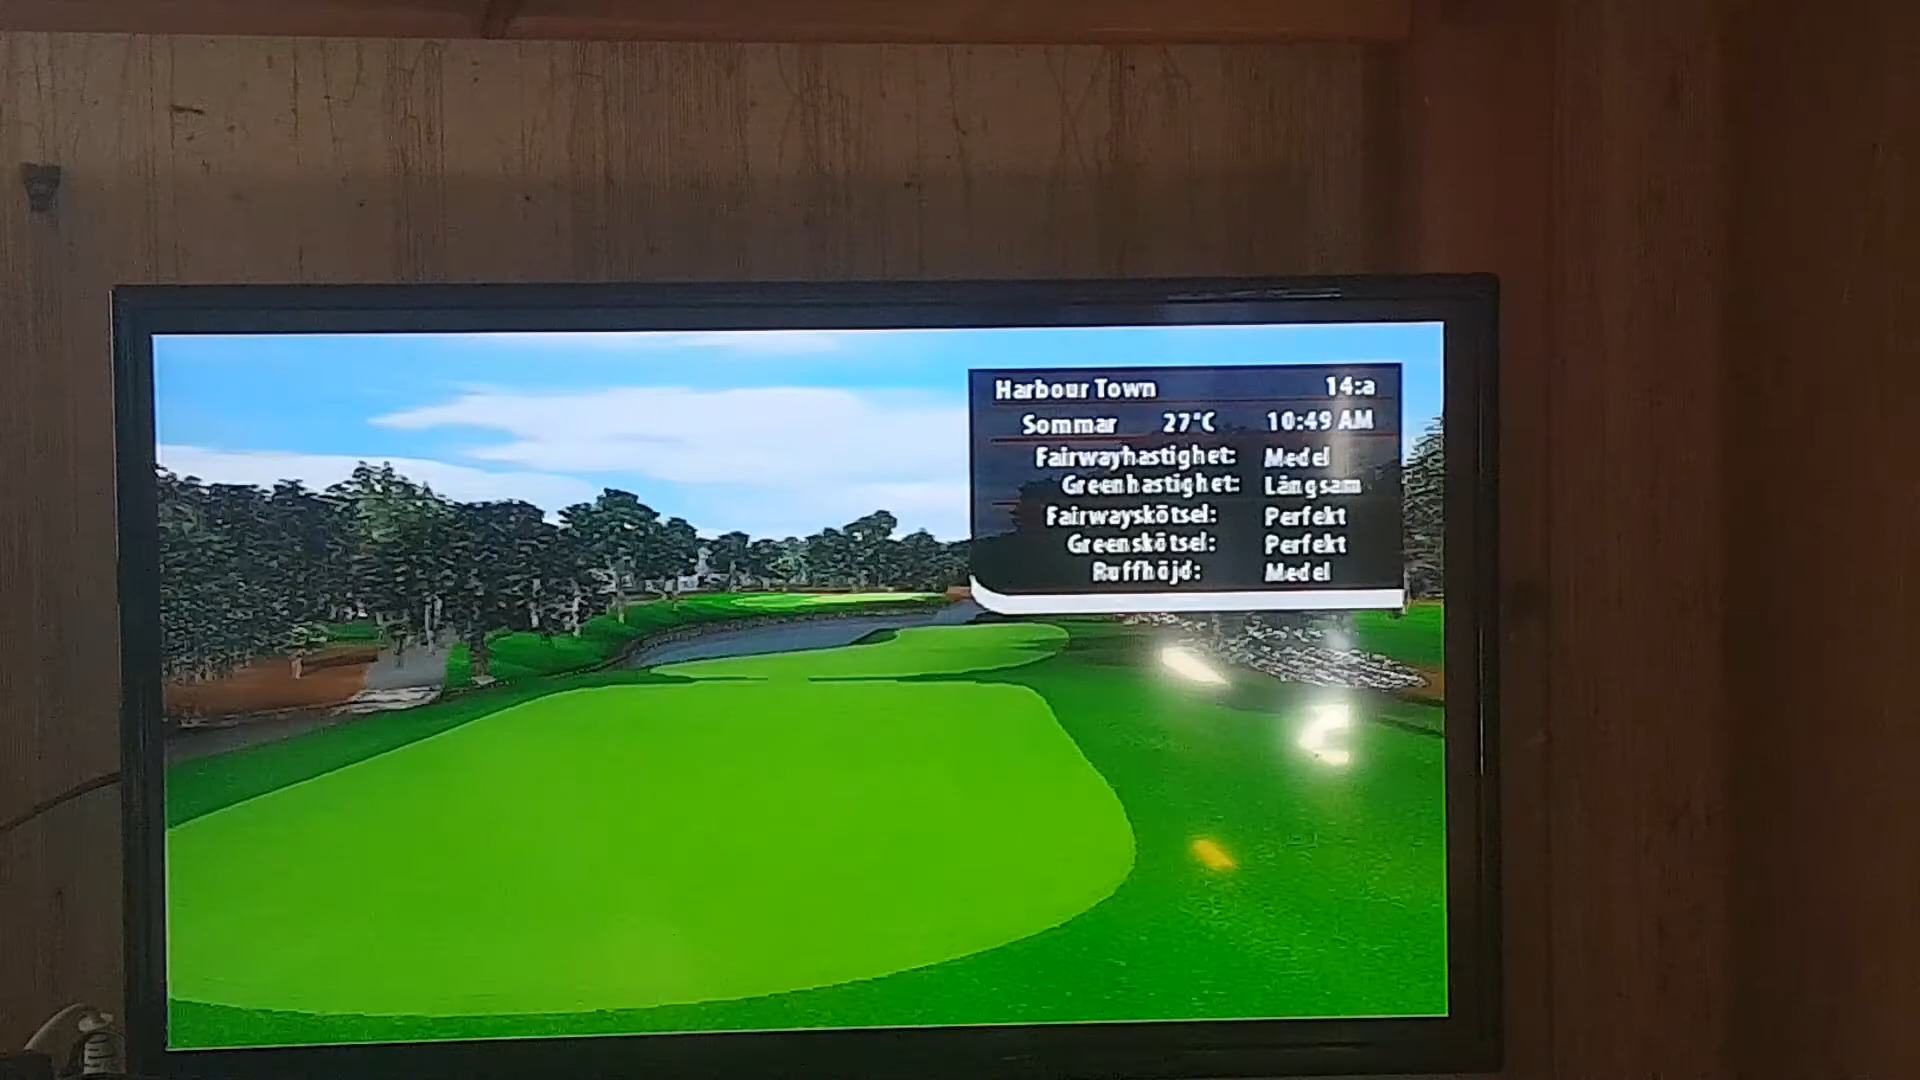 Harbour Town 14:a
Sommar 27°C 10:49 AM
Fairwayhastighet: Medel
Greenhastighet: Långsam
Fairwayskötsel: Perfekt
Greenskötsel: Perfekt
Ruffhöjd: Medel